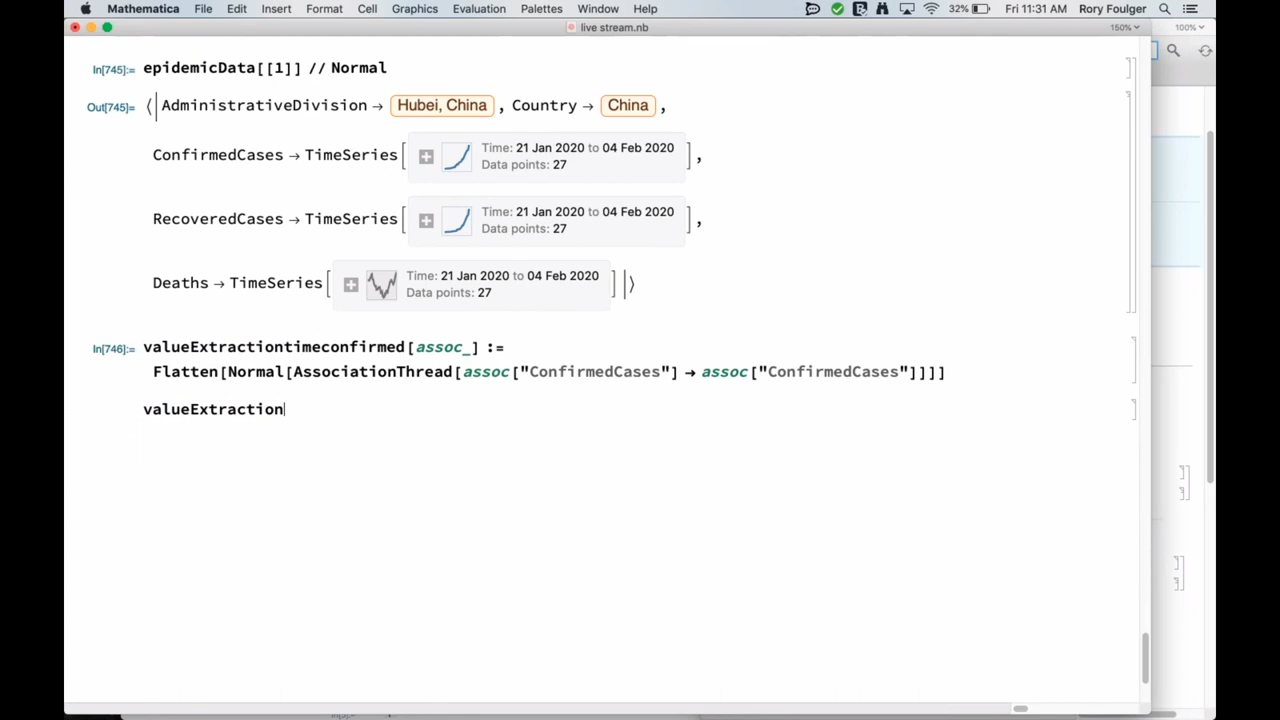 Mathematica File Edit Insert Format Cell Graphics Evaluation Palettes Window Help 32% Fri 11:31 AM Rory Foulger
live stream.nb 150% 100%
In[745]:= epidemicData[[1]] // Normal
Out[745]= <|AdministrativeDivision → Hubei, China , Country → China ,
ConfirmedCases → TimeSeries[ Time: 21 Jan 2020 to 04 Feb 2020
Data points: 27 ],
RecoveredCases → TimeSeries[ Time: 21 Jan 2020 to 04 Feb 2020
Data points: 27 ],
Deaths → TimeSeries[ Time: 21 Jan 2020 to 04 Feb 2020
Data points: 27 ]|>
In[746]:= valueExtractiontimeconfirmed[assoc_] :=
Flatten[Normal[AssociationThread[assoc["ConfirmedCases"] → assoc["ConfirmedCases"]]]]
valueExtraction